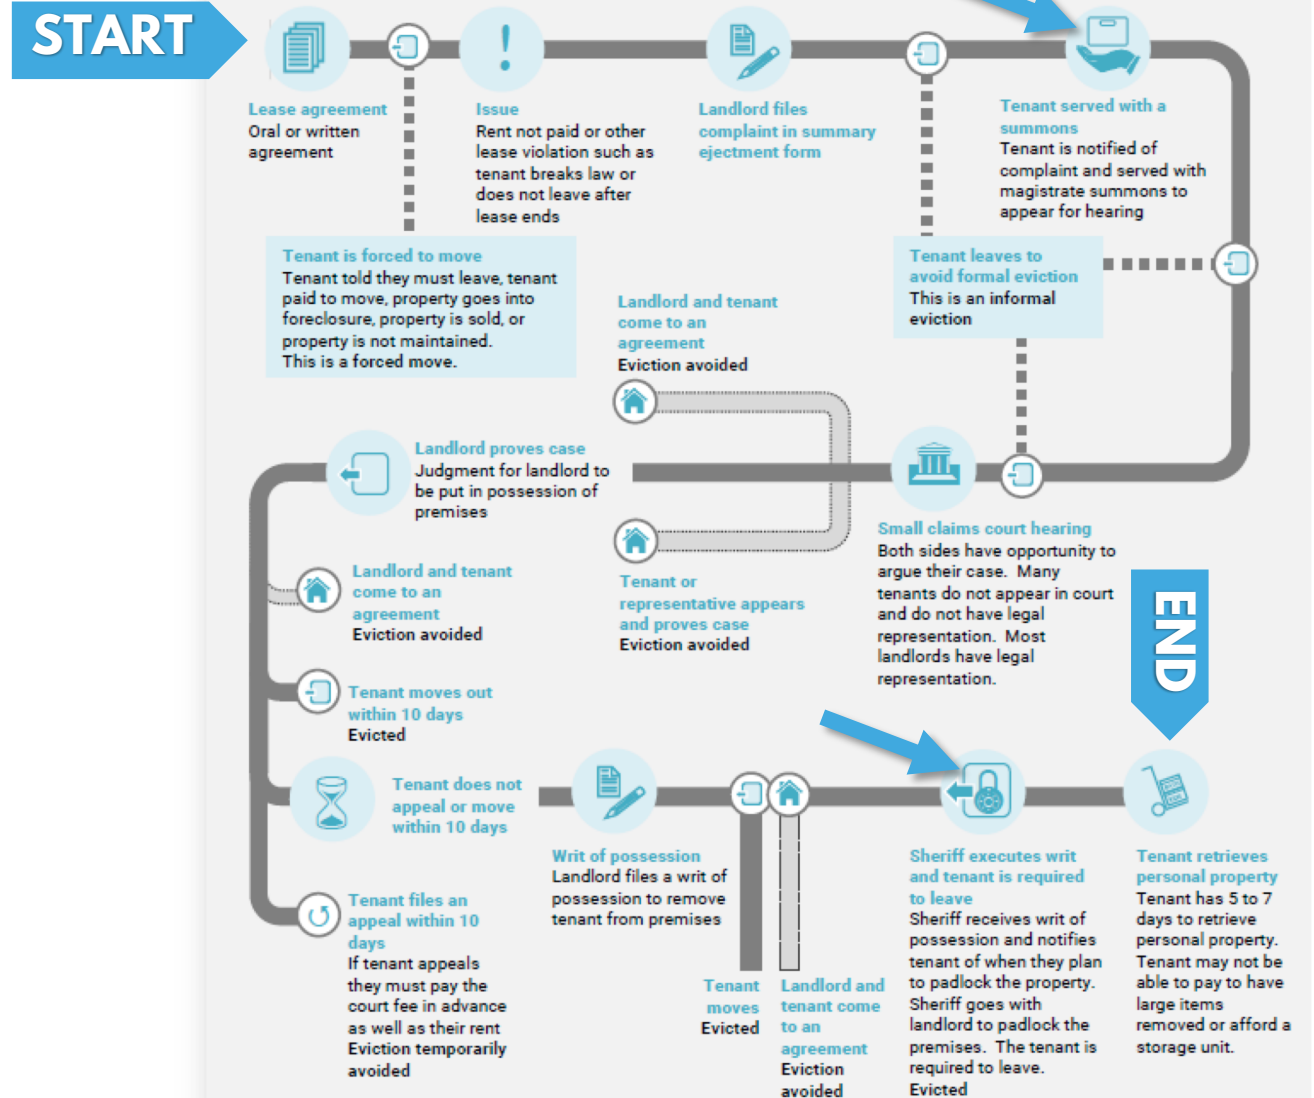 START
Lease agreement
Oral or written
agreement
Issue
Rent not paid or other
lease violation such as
tenant breaks law or
does not leave after
lease ends
Landlord files
complaint in summary
ejectment form
Tenant served with a
summons
Tenant is notified of
complaint and served with
magistrate summons to
appear for hearing
Tenant is forced to move
Tenant told they must leave, tenant
paid to move, property goes into
foreclosure, property is sold, or
property is not maintained.
This is a forced move.
Tenant leaves to
avoid formal eviction
This is an informal
eviction
Landlord and tenant
come to an
agreement
Eviction avoided
Landlord proves case
Judgment for landlord to
be put in possession of
premises
Small claims court hearing
Both sides have opportunity to
argue their case. Many
tenants do not appear in court
and do not have legal
representation. Most
landlords have legal
representation.
Tenant or
representative appears
and proves case
Eviction avoided
Landlord and tenant
come to an
agreement
Eviction avoided
Tenant moves out
within 10 days
Evicted
Tenant does not
appeal or move
within 10 days
Tenant files an
appeal within 10
days
If tenant appeals
they must pay the
court fee in advance
as well as their rent
Eviction temporarily
avoided
Writ of possession
Landlord files a writ of
possession to remove
tenant from premises
Tenant
moves
Evicted
Landlord and
tenant come
to an
agreement
Eviction
avoided
Sheriff executes writ
and tenant is required
to leave
Sheriff receives writ of
possession and notifies
tenant of when they plan
to padlock the property.
Sheriff goes with
landlord to padlock the
premises. The tenant is
required to leave.
Evicted
END
Tenant retrieves
personal property
Tenant has 5 to 7
days to retrieve
personal property.
Tenant may not be
able to pay to have
large items
removed or afford a
storage unit.